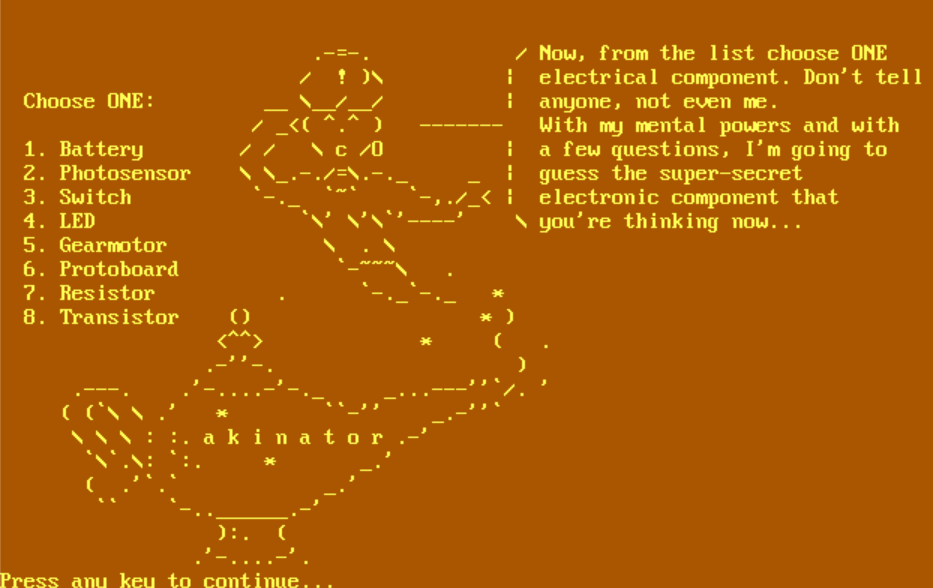 Choose ONE:
1. Battery
2. Photosensor
3. Switch
4. LED
5. Gearmotor
6. Protoboard
7. Resistor
8. Transistor
Now, from the list choose ONE
electrical component. Don't tell
anyone, not even me.
With my mental powers and with
a few questions, I'm going to
guess the super-secret
electronic component that
you're thinking now...
a k i n a t o r
Press any key to continue...